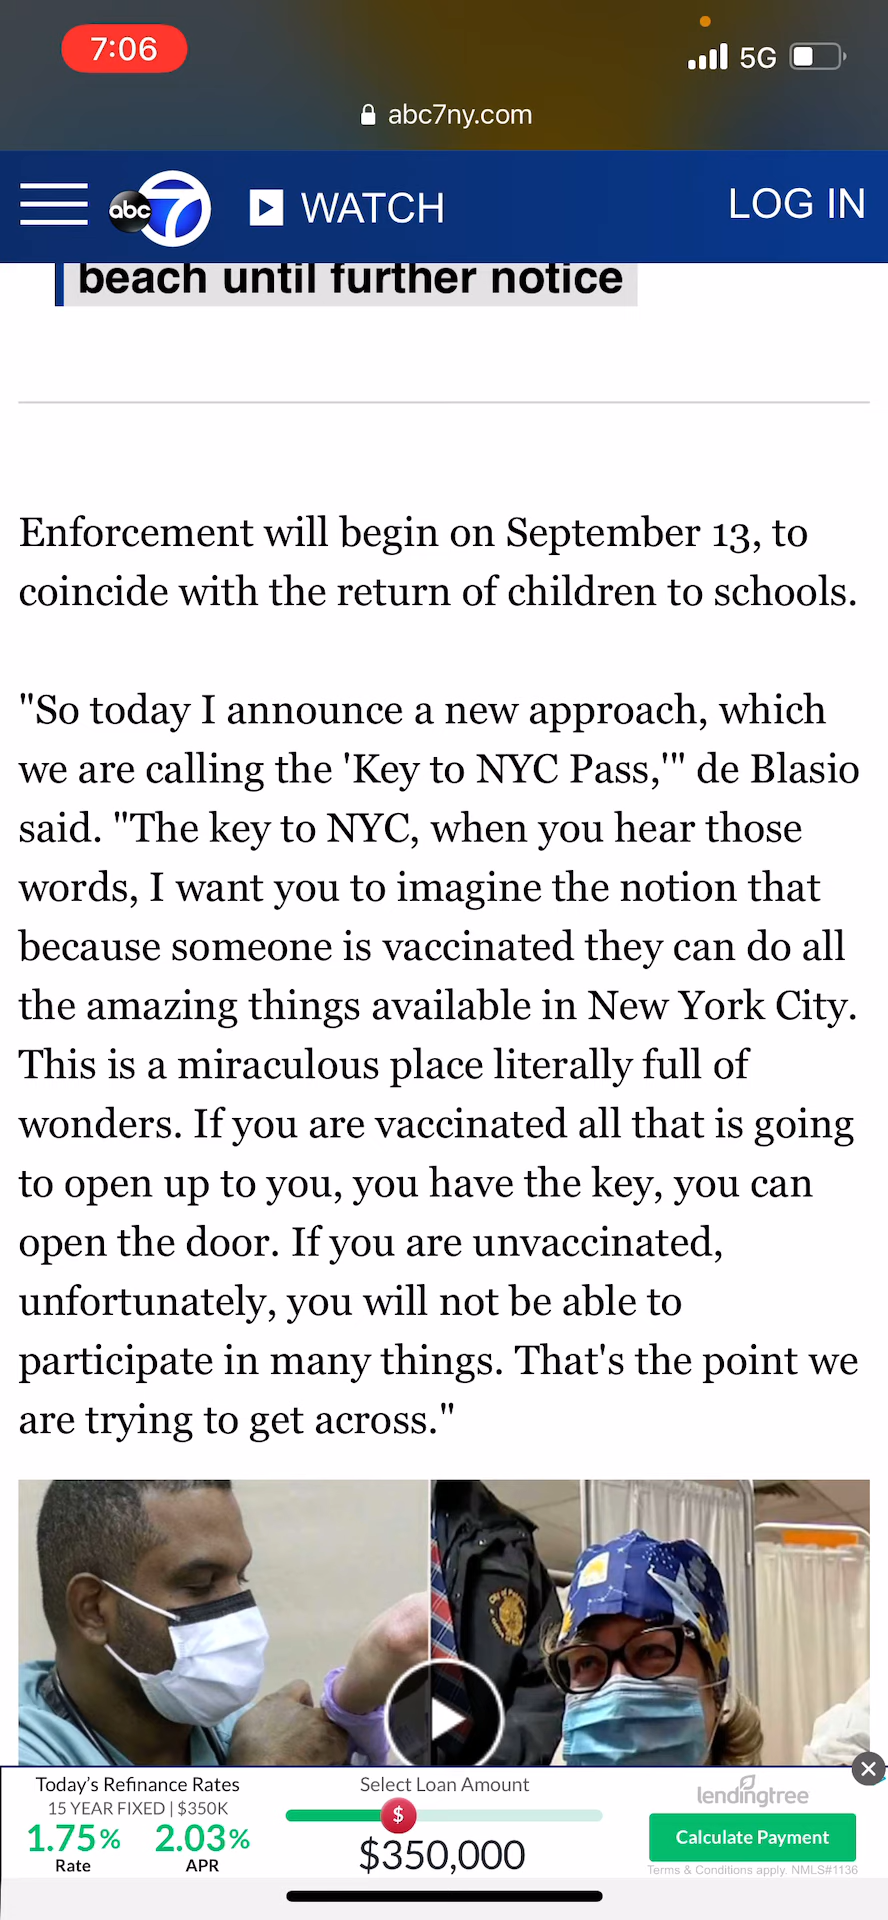 7:06
5G
abc7ny.com
abc 7
WATCH
LOG IN
beach until further notice
Enforcement will begin on September 13, to
coincide with the return of children to schools.
"So today I announce a new approach, which
we are calling the 'Key to NYC Pass,'" de Blasio
said. "The key to NYC, when you hear those
words, I want you to imagine the notion that
because someone is vaccinated they can do all
the amazing things available in New York City.
This is a miraculous place literally full of
wonders. If you are vaccinated all that is going
to open up to you, you have the key, you can
open the door. If you are unvaccinated,
unfortunately, you will not be able to
participate in many things. That's the point we
are trying to get across."
Today's Refinance Rates
15 YEAR FIXED | $350K
1.75% 2.03%
Rate APR
Select Loan Amount
$
$350,000
lendingtree
Calculate Payment
Terms & Conditions apply. NMLS#1136